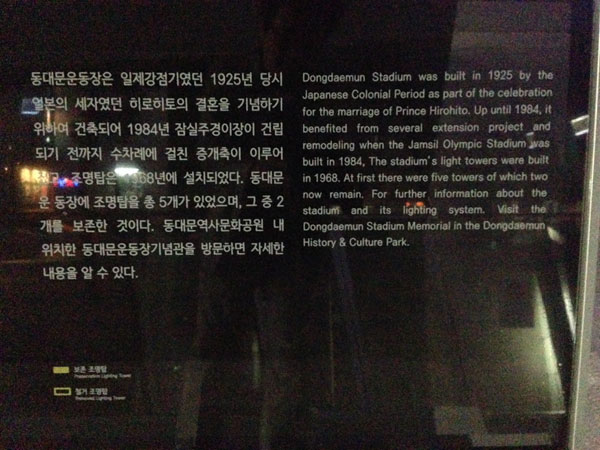 동대문운동장은 일제강점기였던 1925년 당시
일본의 세자였던 히로히토의 결혼을 기념하기
위하여 건축되어 1984년 잠실주경이장이 건립
되기 전까지 수차례에 걸친 증개축이 이루어
조명탑은 1968년에 설치되었다. 동대문
운 동장에 조명탑을 총 5개가 있었으며, 그 중 2
개를 보존한 것이다. 동대문역사문화공원 내
위치한 동대문운동장기념관을 방문하면 자세한
내용을 알 수 있다.
Dongdaemun Stadium was built in 1925 by the
Japanese Colonial Period as part of the celebration
for the marriage of Prince Hirohito. Up until 1984, it
benefited from several extension project and
remodeling when the Jamsil Olympic Stadium was
built in 1984, The stadium's light towers were built
in 1968. At first there were five towers of which two
now remain. For further information about the
stadium and its lighting system. Visit the
Dongdaemun Stadium Memorial in the Dongdaemun
History & Culture Park.
보존 조명탑
Preservation Lighting Tower
철거 조명탑
Removed Lighting Tower